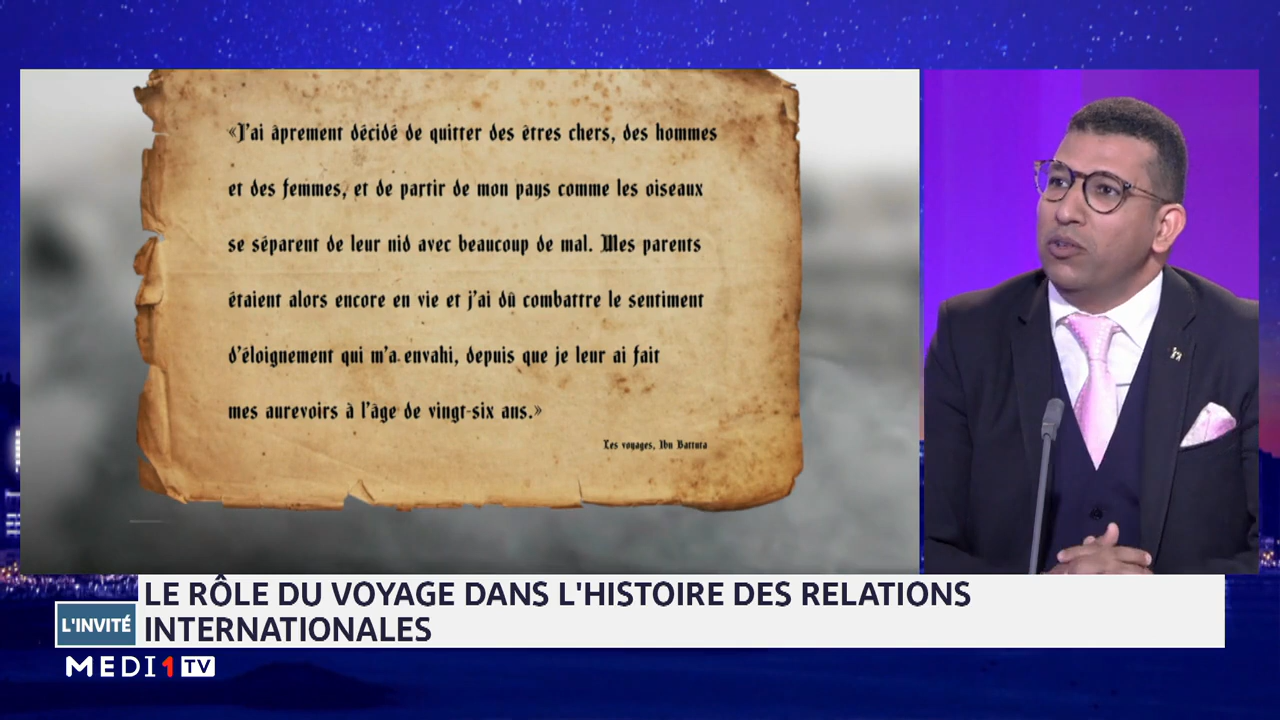 «J'ai âprement décidé de quitter des êtres chers, des hommes
et des femmes, et de partir de mon pays comme les oiseaux
se séparent de leur nid avec beaucoup de mal. Mes parents
étaient alors encore en vie et j'ai dû combattre le sentiment
d'éloignement qui m'a envahi, depuis que je leur ai fait
mes aurevoirs à l'âge de vingt-six ans.»
Les voyages, Ibn Battuta
LE RÔLE DU VOYAGE DANS L'HISTOIRE DES RELATIONS
INTERNATIONALES
L'INVITÉ
MEDI1TV